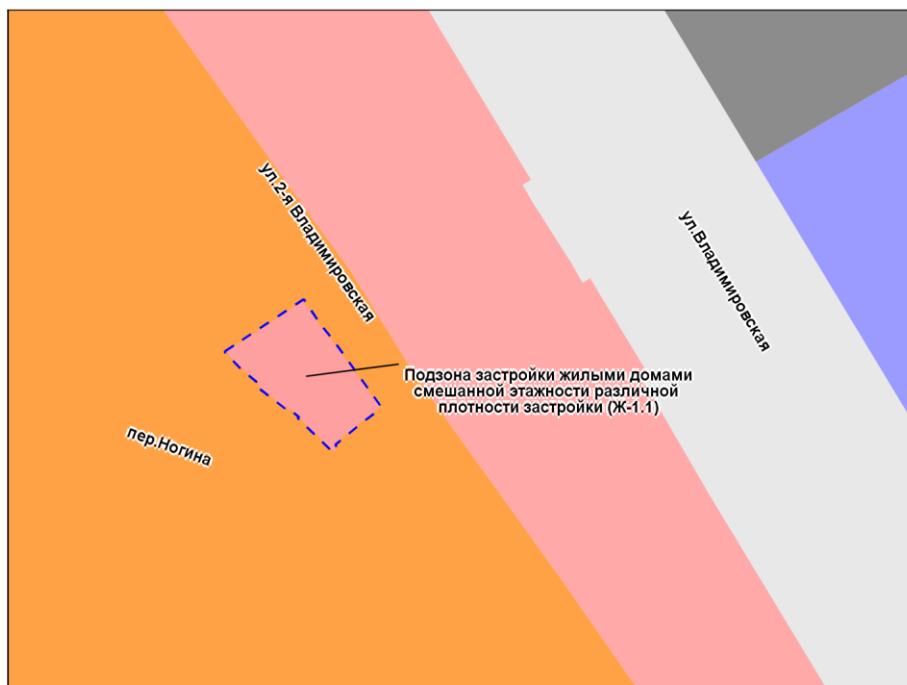 ул.2-я Владимировская
ул.Владимировская
Подзона застройки жилыми домами
смешанной этажности различной
плотности застройки (Ж-1.1)
пер.Ногина